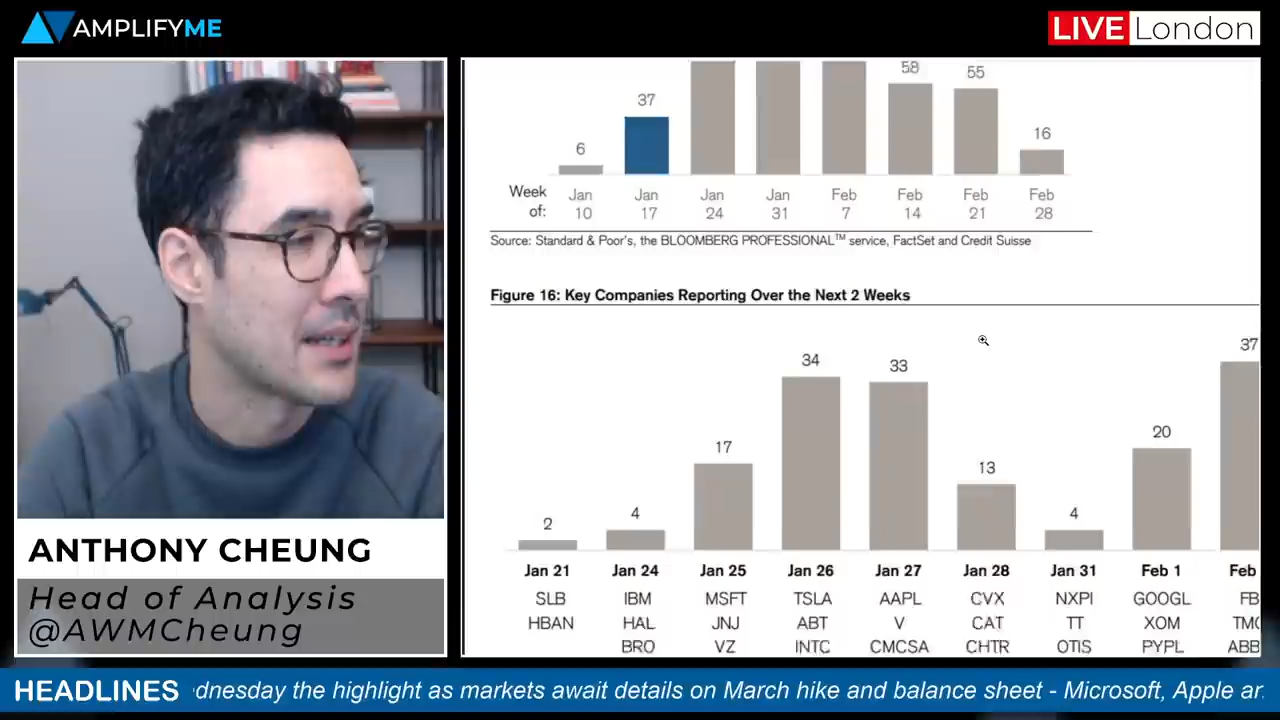 AMPLIFYME
LIVE London
58
55
37
16
6
Week of:
Jan 10
Jan 17
Jan 24
Jan 31
Feb 7
Feb 14
Feb 21
Feb 28
Source: Standard & Poor's, the BLOOMBERG PROFESSIONAL™ service, FactSet and Credit Suisse
Figure 16: Key Companies Reporting Over the Next 2 Weeks
2
4
17
34
33
13
4
20
37
Jan 21 Jan 24 Jan 25 Jan 26 Jan 27 Jan 28 Jan 31 Feb 1 Feb
SLB IBM MSFT TSLA AAPL CVX NXPI GOOGL FB
HBAN HAL JNJ ABT V CAT TT XOM TMO
BRO VZ INTC CMCSA CHTR OTIS PYPL ABB
ANTHONY CHEUNG
Head of Analysis
@AWMCheung
HEADLINES dnesday the highlight as markets await details on March hike and balance sheet - Microsoft, Apple ar